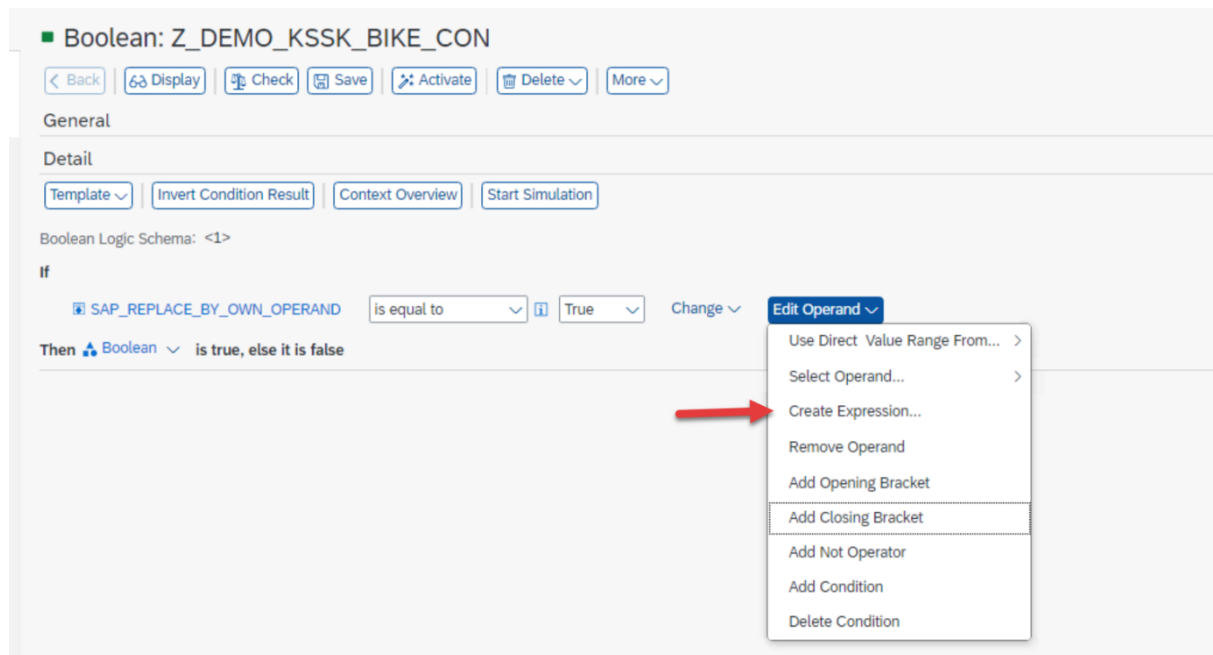 Boolean: Z_DEMO_KSSK_BIKE_CON
Back Display Check Save Activate Delete More
General
Detail
Template Invert Condition Result Context Overview Start Simulation
Boolean Logic Schema: <1>
If
SAP_REPLACE_BY_OWN_OPERAND is equal to True Change Edit Operand
Then Boolean is true, else it is false
Use Direct Value Range From...
Select Operand...
Create Expression...
Remove Operand
Add Opening Bracket
Add Closing Bracket
Add Not Operator
Add Condition
Delete Condition